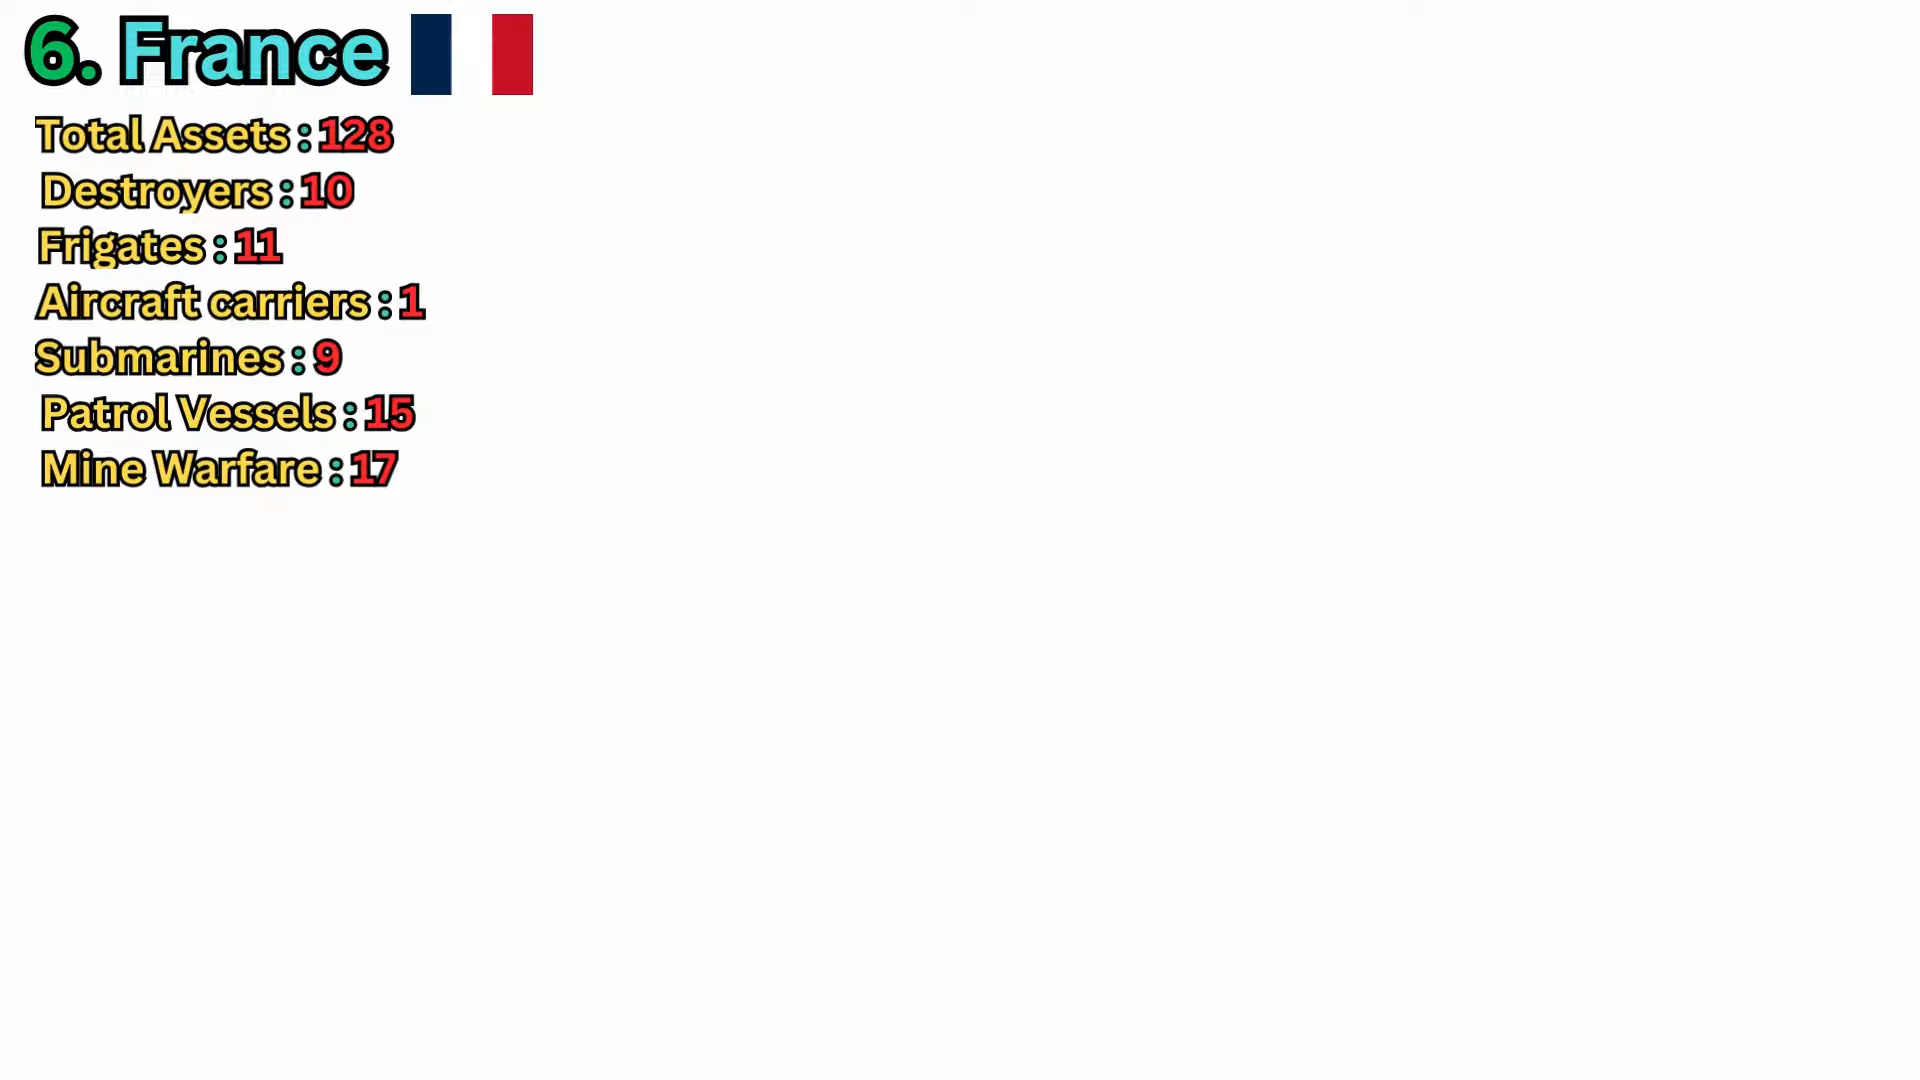 6. France
Total Assets : 128
Destroyers : 10
Frigates : 11
Aircraft carriers : 1
Submarines : 9
Patrol Vessels : 15
Mine Warfare : 17